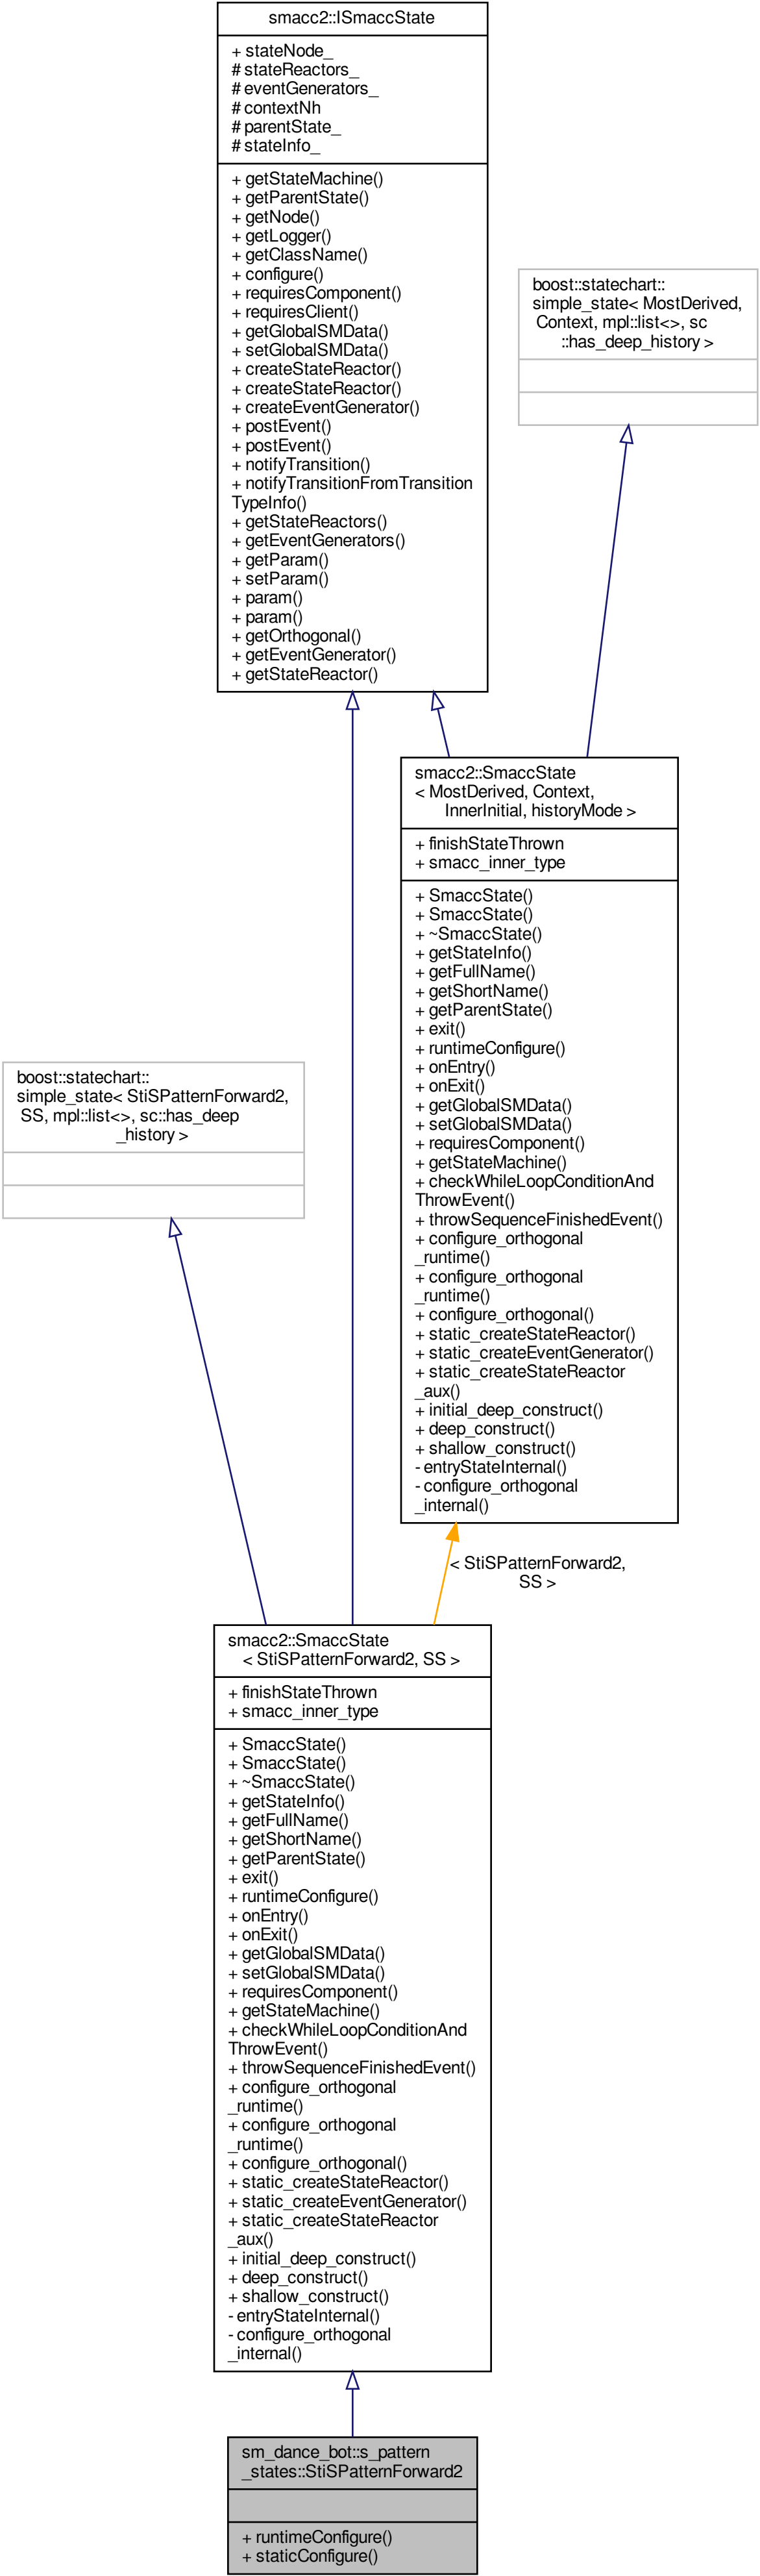 smacc2::ISmaccState
+ stateNode_
# stateReactors_
# eventGenerators_
# contextNh
# parentState_
# stateInfo_
+ getStateMachine()
+ getParentState()
+ getNode()
+ getLogger()
+ getClassName()
+ configure()
+ requiresComponent()
+ requiresClient()
+ getGlobalSMData()
+ setGlobalSMData()
+ createStateReactor()
+ createStateReactor()
+ createEventGenerator()
+ postEvent()
+ postEvent()
+ notifyTransition()
+ notifyTransitionFromTransition
TypeInfo()
+ getStateReactors()
+ getEventGenerators()
+ getParam()
+ setParam()
+ param()
+ param()
+ getOrthogonal()
+ getEventGenerator()
+ getStateReactor()
boost::statechart::
simple_state< MostDerived,
Context, mpl::list<>, sc
::has_deep_history >
smacc2::SmaccState
< MostDerived, Context,
InnerInitial, historyMode >
+ finishStateThrown
+ smacc_inner_type
+ SmaccState()
+ SmaccState()
+ ~SmaccState()
+ getStateInfo()
+ getFullName()
+ getShortName()
+ getParentState()
+ exit()
+ runtimeConfigure()
+ onEntry()
+ onExit()
+ getGlobalSMData()
+ setGlobalSMData()
+ requiresComponent()
+ getStateMachine()
+ checkWhileLoopConditionAnd
ThrowEvent()
+ throwSequenceFinishedEvent()
+ configure_orthogonal
_runtime()
+ configure_orthogonal
_runtime()
+ configure_orthogonal()
+ static_createStateReactor()
+ static_createEventGenerator()
+ static_createStateReactor
_aux()
+ initial_deep_construct()
+ deep_construct()
+ shallow_construct()
- entryStateInternal()
- configure_orthogonal
_internal()
boost::statechart::
simple_state< StiSPatternForward2,
SS, mpl::list<>, sc::has_deep
_history >
< StiSPatternForward2,
SS >
smacc2::SmaccState
< StiSPatternForward2, SS >
+ finishStateThrown
+ smacc_inner_type
+ SmaccState()
+ SmaccState()
+ ~SmaccState()
+ getStateInfo()
+ getFullName()
+ getShortName()
+ getParentState()
+ exit()
+ runtimeConfigure()
+ onEntry()
+ onExit()
+ getGlobalSMData()
+ setGlobalSMData()
+ requiresComponent()
+ getStateMachine()
+ checkWhileLoopConditionAnd
ThrowEvent()
+ throwSequenceFinishedEvent()
+ configure_orthogonal
_runtime()
+ configure_orthogonal
_runtime()
+ configure_orthogonal()
+ static_createStateReactor()
+ static_createEventGenerator()
+ static_createStateReactor
_aux()
+ initial_deep_construct()
+ deep_construct()
+ shallow_construct()
- entryStateInternal()
- configure_orthogonal
_internal()
sm_dance_bot::s_pattern
_states::StiSPatternForward2
+ runtimeConfigure()
+ staticConfigure()